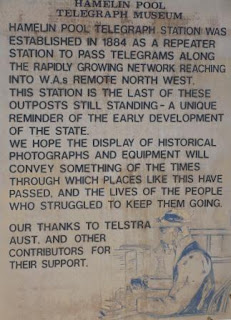 HAMELIN POOL
TELEGRAPH MUSEUM
HAMELIN POOL TELEGRAPH STATION WAS
ESTABLISHED IN 1884 AS A REPEATER
STATION TO PASS TELEGRAMS ALONG
THE RAPIDLY GROWING NETWORK REACHING
INTO W.A.s REMOTE NORTH WEST.
THIS STATION IS THE LAST OF THESE
OUTPOSTS STILL STANDING - A UNIQUE
REMINDER OF THE EARLY DEVELOPMENT
OF THE STATE.
WE HOPE THE DISPLAY OF HISTORICAL
PHOTOGRAPHS AND EQUIPMENT WILL
CONVEY SOMETHING OF THE TIMES
THROUGH WHICH PLACES LIKE THIS HAVE
PASSED, AND THE LIVES OF THE PEOPLE
WHO STRUGGLED TO KEEP THEM GOING.
OUR THANKS TO TELSTRA
AUST. AND OTHER
CONTRIBUTORS FOR
THEIR SUPPORT.